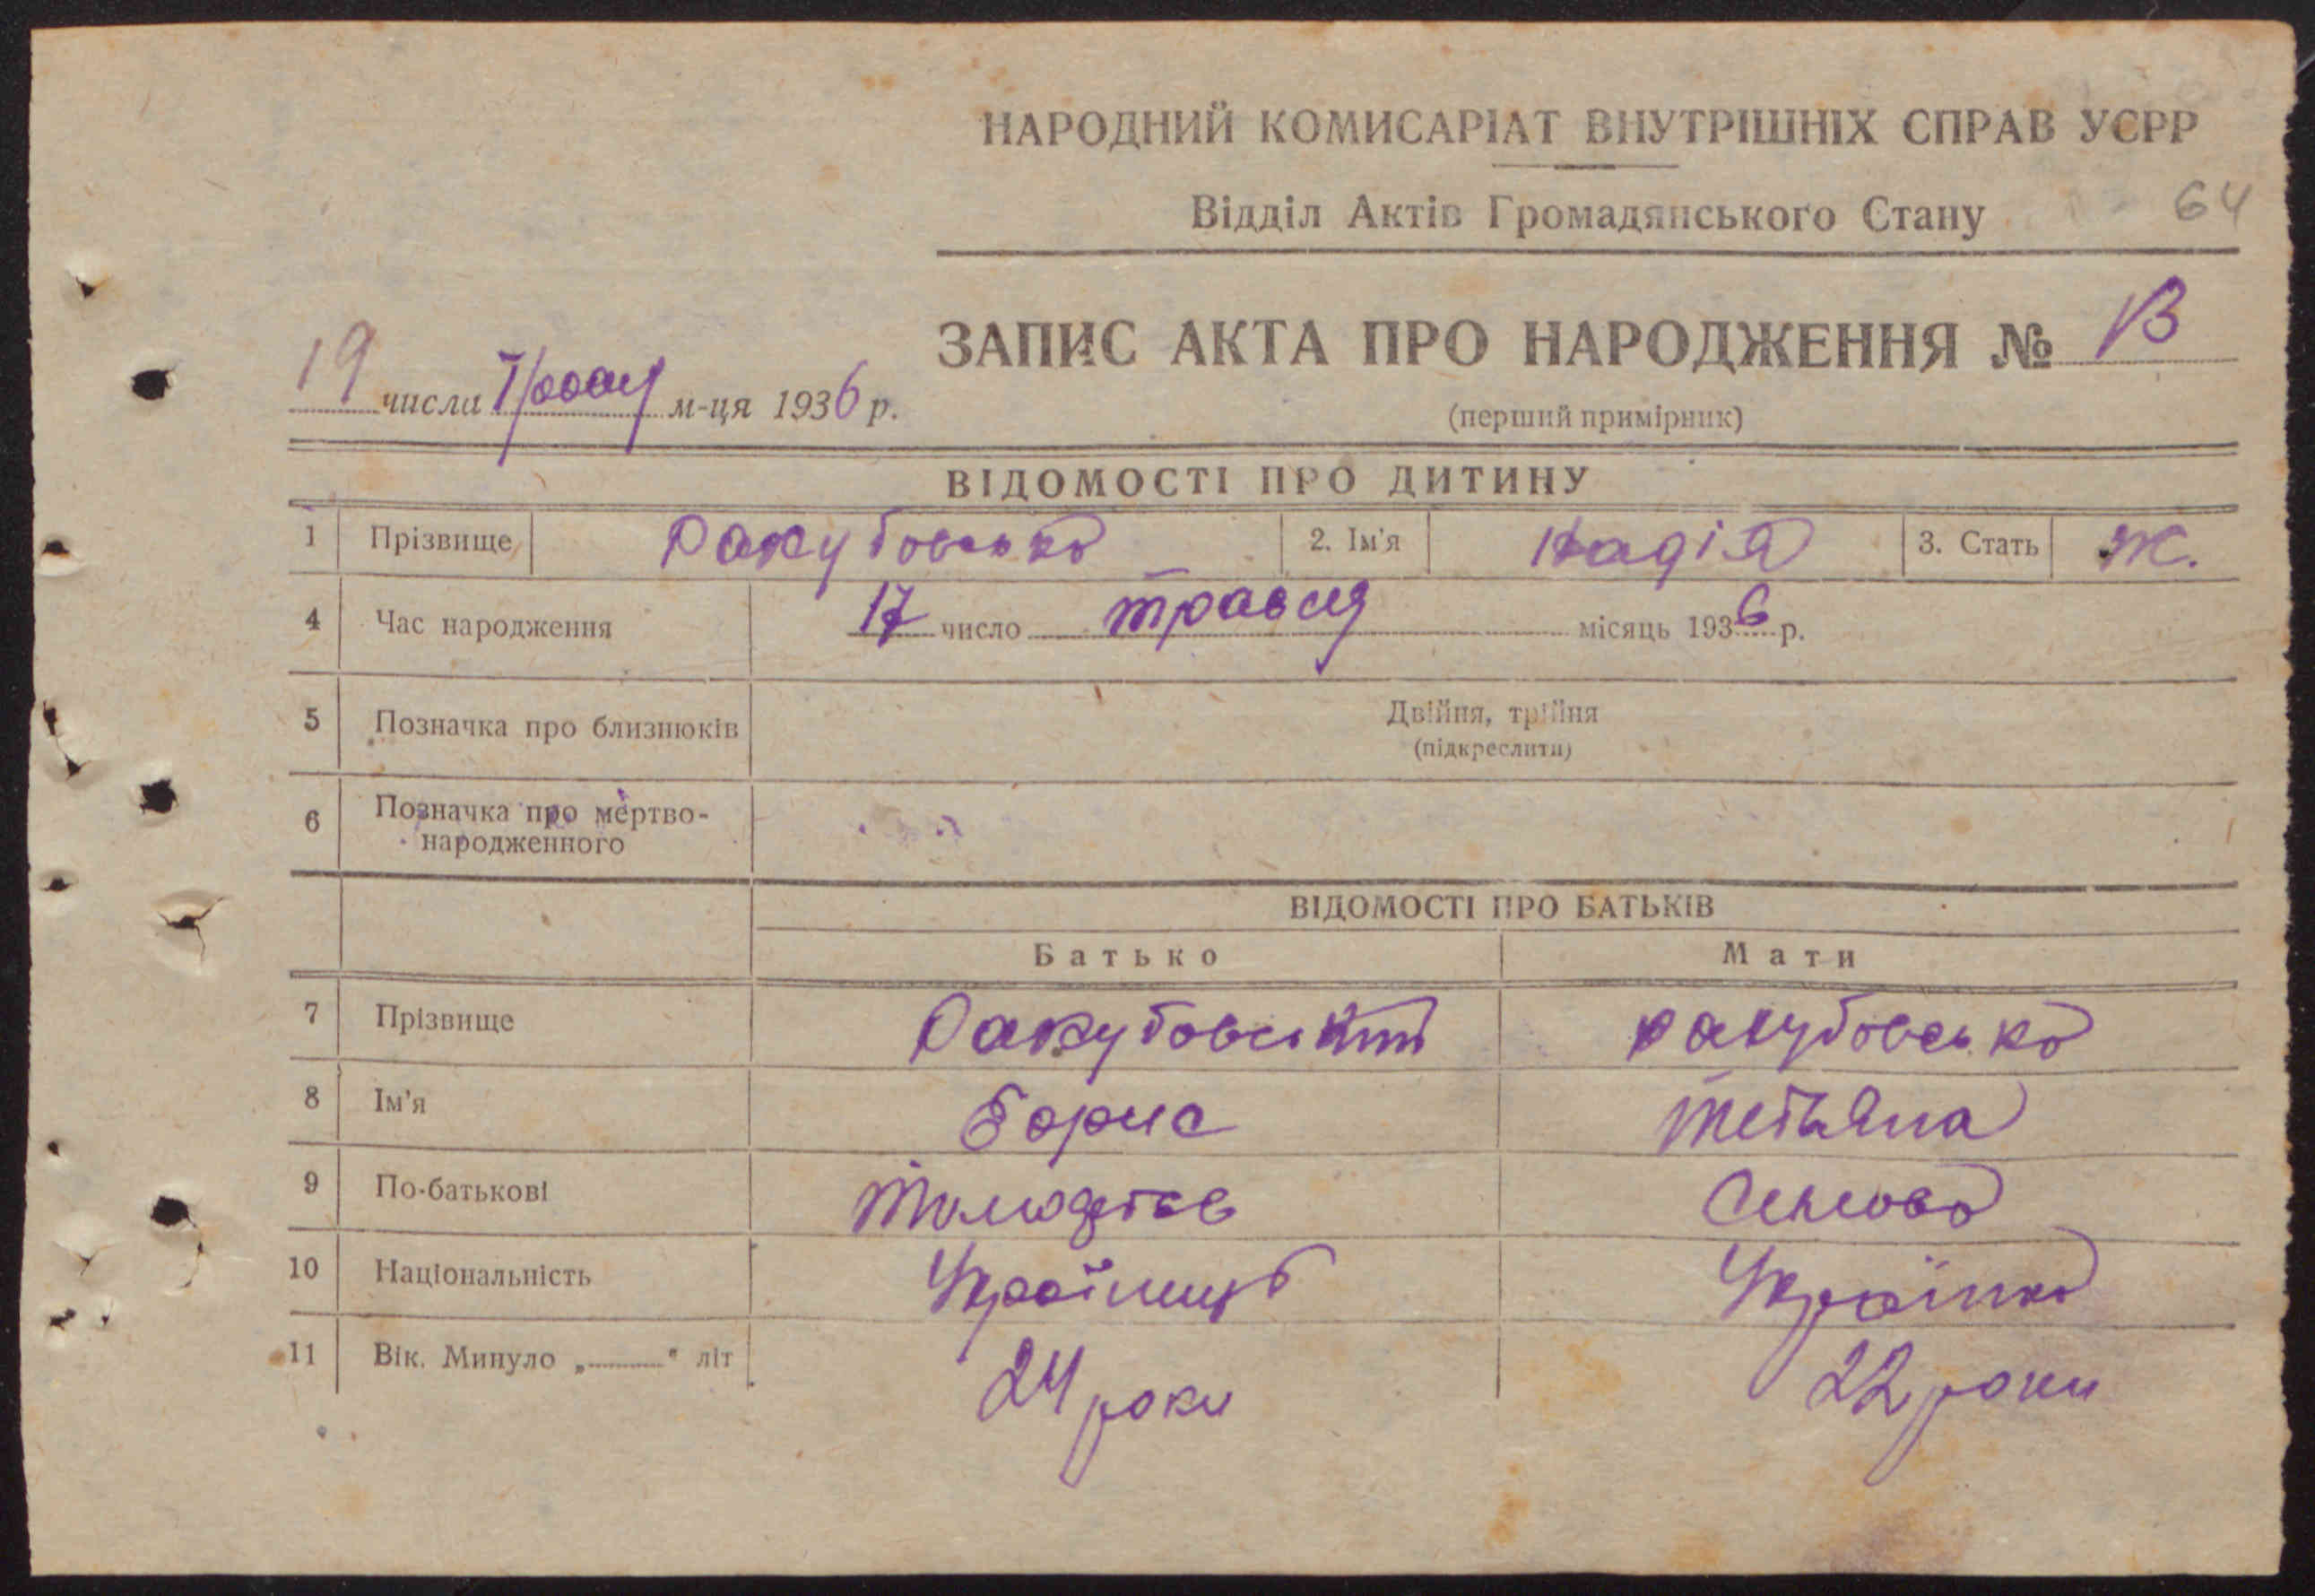 НАРОДНИЙ КОМИСАРІАТ ВНУТРІШНІХ СПРАВ УСРР
Відділ Актів Громадянського Стану 64
ЗАПИС АКТА ПРО НАРОДЖЕННЯ №
19 числа м-ця 1936 р.
(перший примірник)
ВІДОМОСТІ ПРО ДИТИНУ
1 Прізвище Ракубовська 2. Ім'я Надія 3. Стать Ж.
4 Час народження 17 число травня місяць 1936 р.
5 Позначка про близнюків Двійня, трійня
(підкреслити)
6 Позначка про мертво-
народженного
ВІДОМОСТІ ПРО БАТЬКІВ
Батько Мати
7 Прізвище Ракубовський Ракубовська
8 Ім'я Борис Тетьяна
9 По-батькові
10 Національність Українець Українка
11 Вік. Минуло „ " літ 24 роки 22 роки